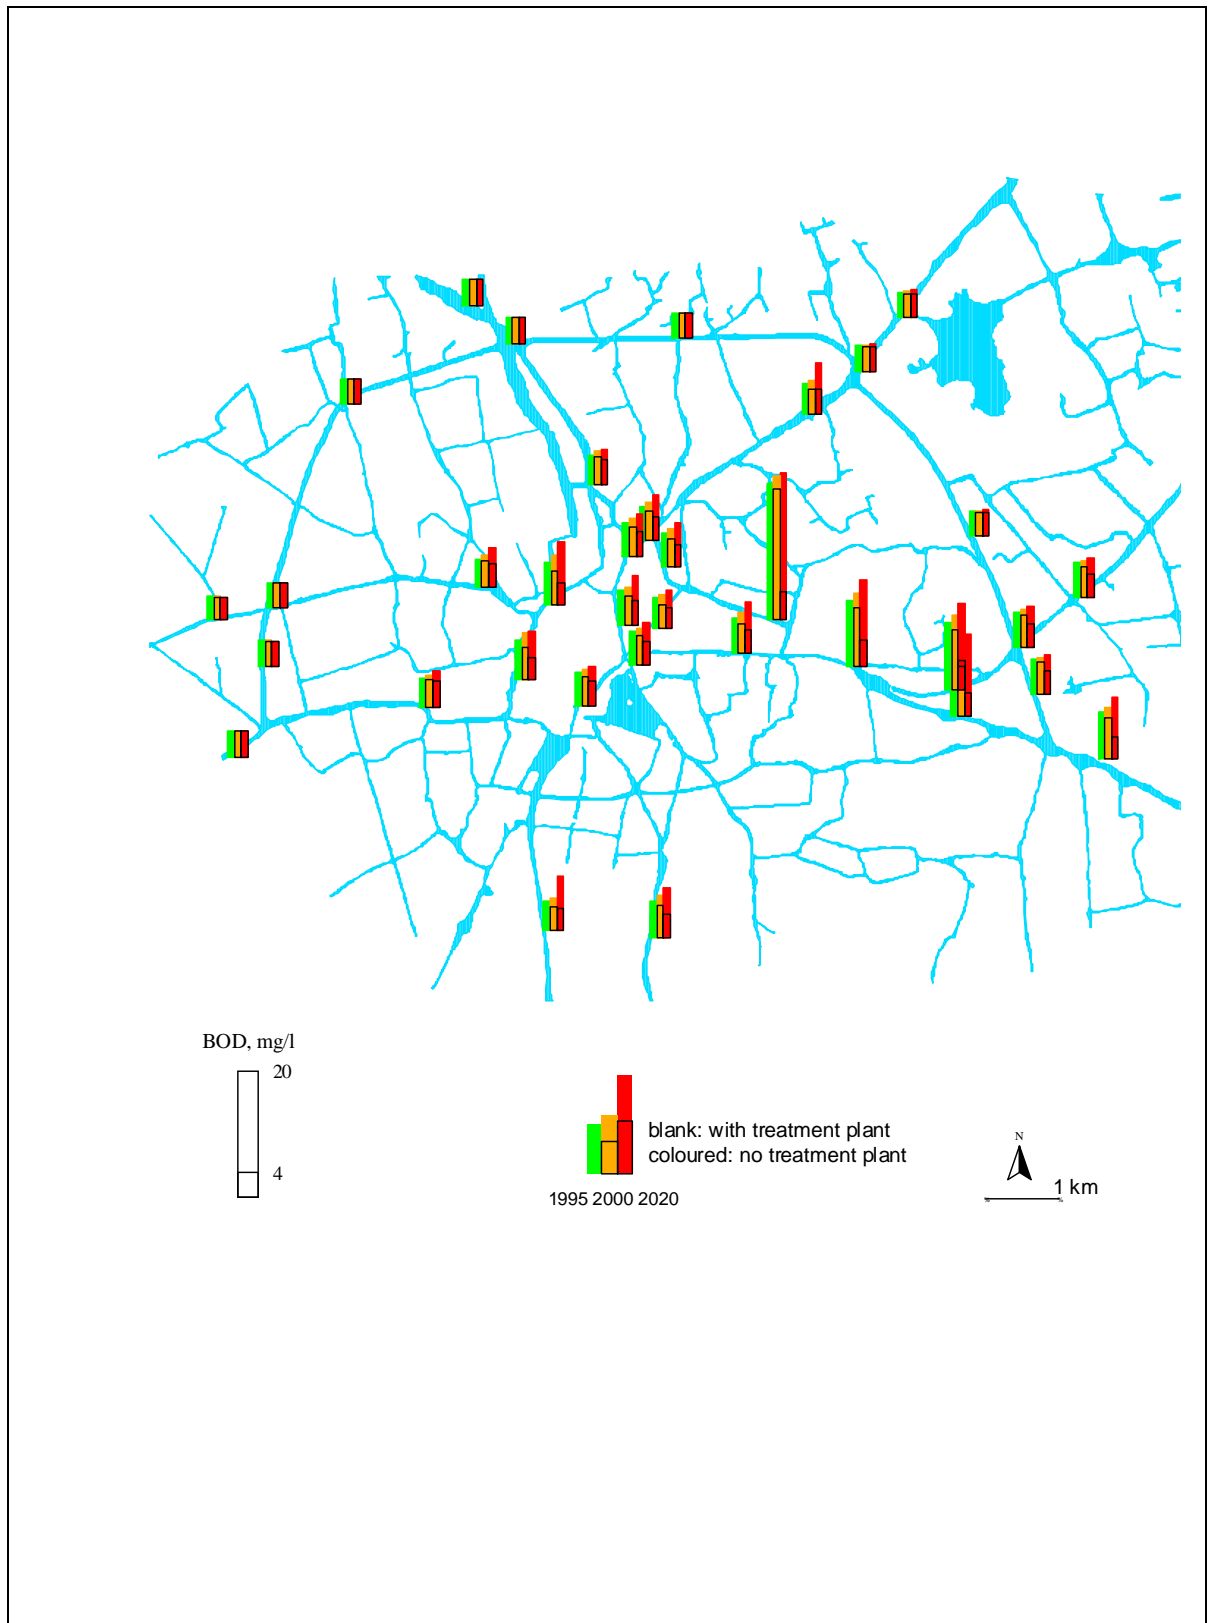 BOD, mg/l
20
4
blank: with treatment plant
coloured: no treatment plant
1995 2000 2020
N
1 km